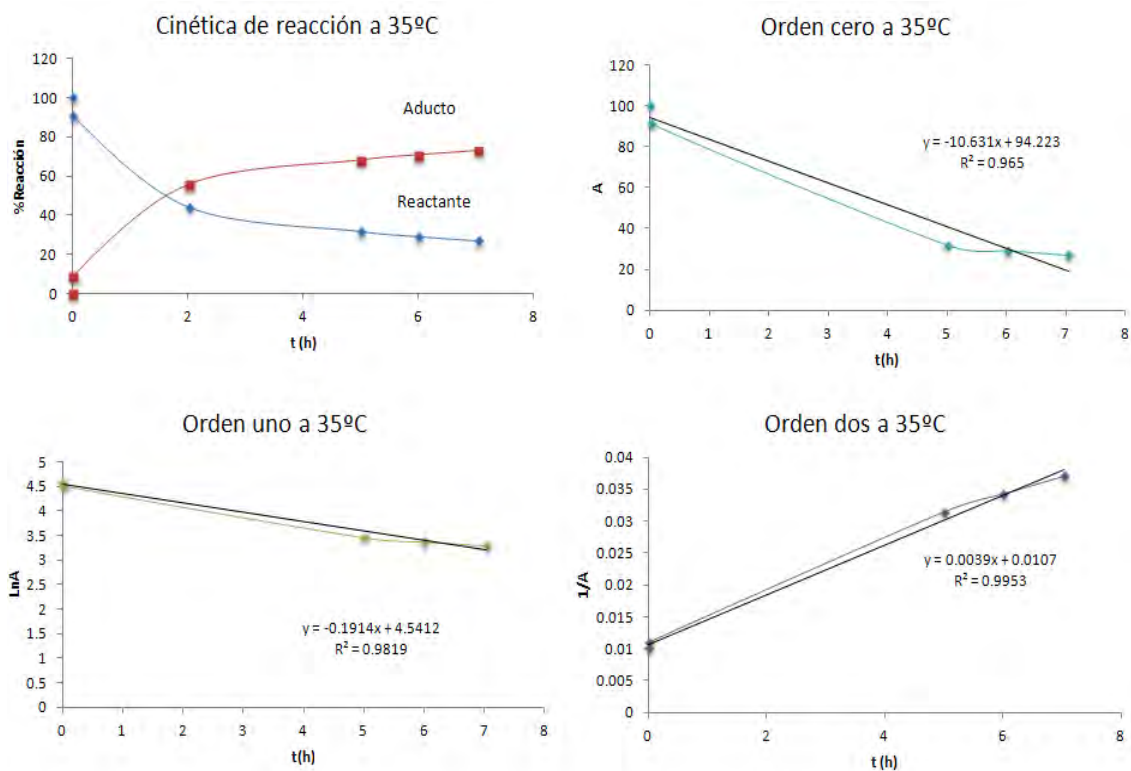 Cinética de reacción a 35ºC
120
100
80
60
40
20
0
%Reacción
Aducto
Reactante
0 2 4 6 8
t (h)
Orden cero a 35ºC
120
100
80
60
40
20
0
A
y = -10.631x + 94.223
R² = 0.965
0 1 2 3 4 5 6 7 8
t(h)
Orden uno a 35ºC
5
4.5
4
3.5
3
2.5
2
1.5
1
0.5
0
LnA
y = -0.1914x + 4.5412
R² = 0.9819
0 1 2 3 4 5 6 7 8
t(h)
Orden dos a 35ºC
0.04
0.035
0.03
0.025
0.02
0.015
0.01
0.005
0
1/A
y = 0.0039x + 0.0107
R² = 0.9953
0 2 4 6 8
t (h)